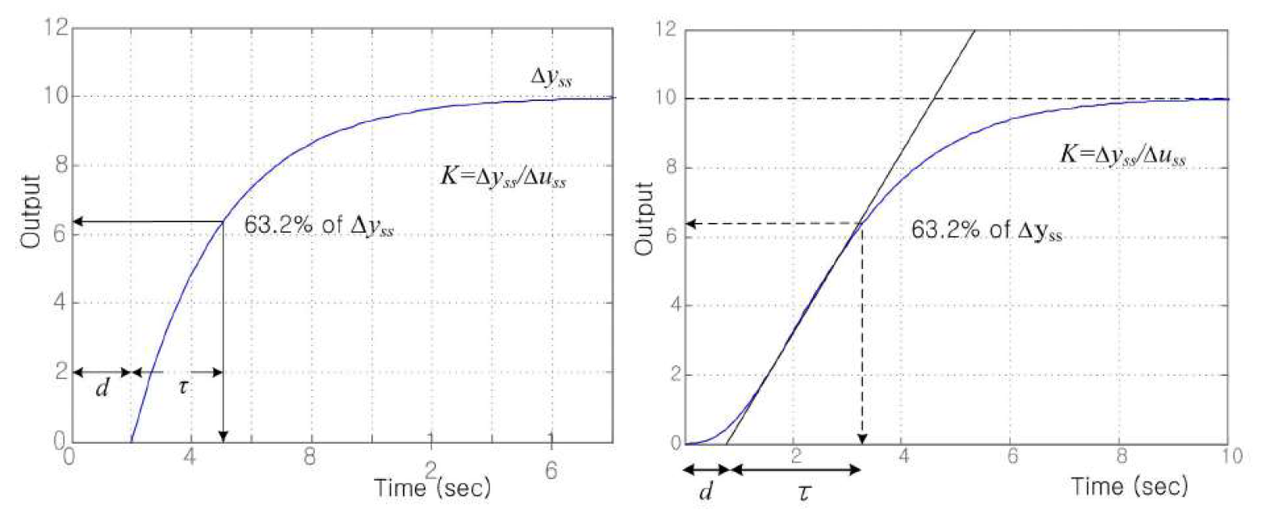 12
10
8
6
4
2
0
Output
Δyss
K=Δyss/Δuss
63.2% of Δyss
d
τ
0
4
8
2
6
Time (sec)
12
10
8
6
4
2
0
Output
K=Δyss/Δuss
63.2% of Δyss
2
4
6
8
10
d
τ
Time (sec)